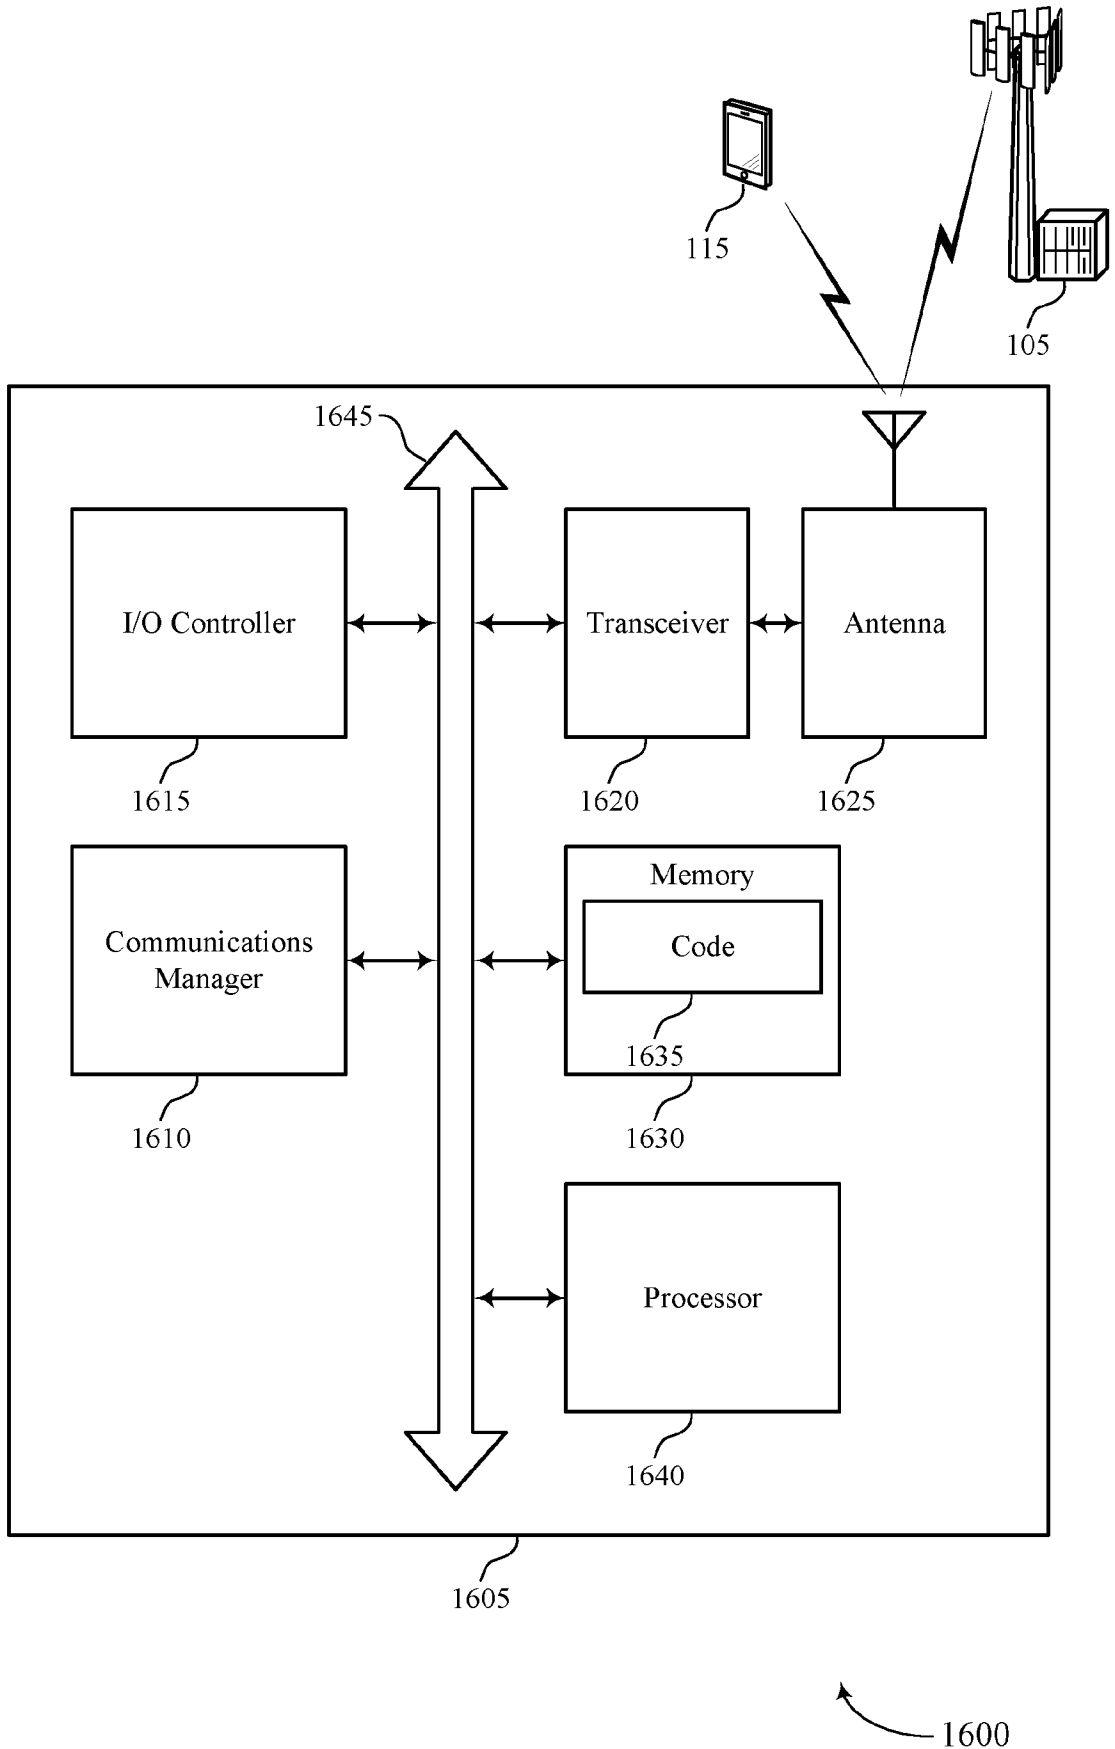 115
105
1645
I/O Controller
Transceiver
Antenna
1615
1620
1625
Communications
Manager
Memory
Code
1635
1610
1630
Processor
1640
1605
1600